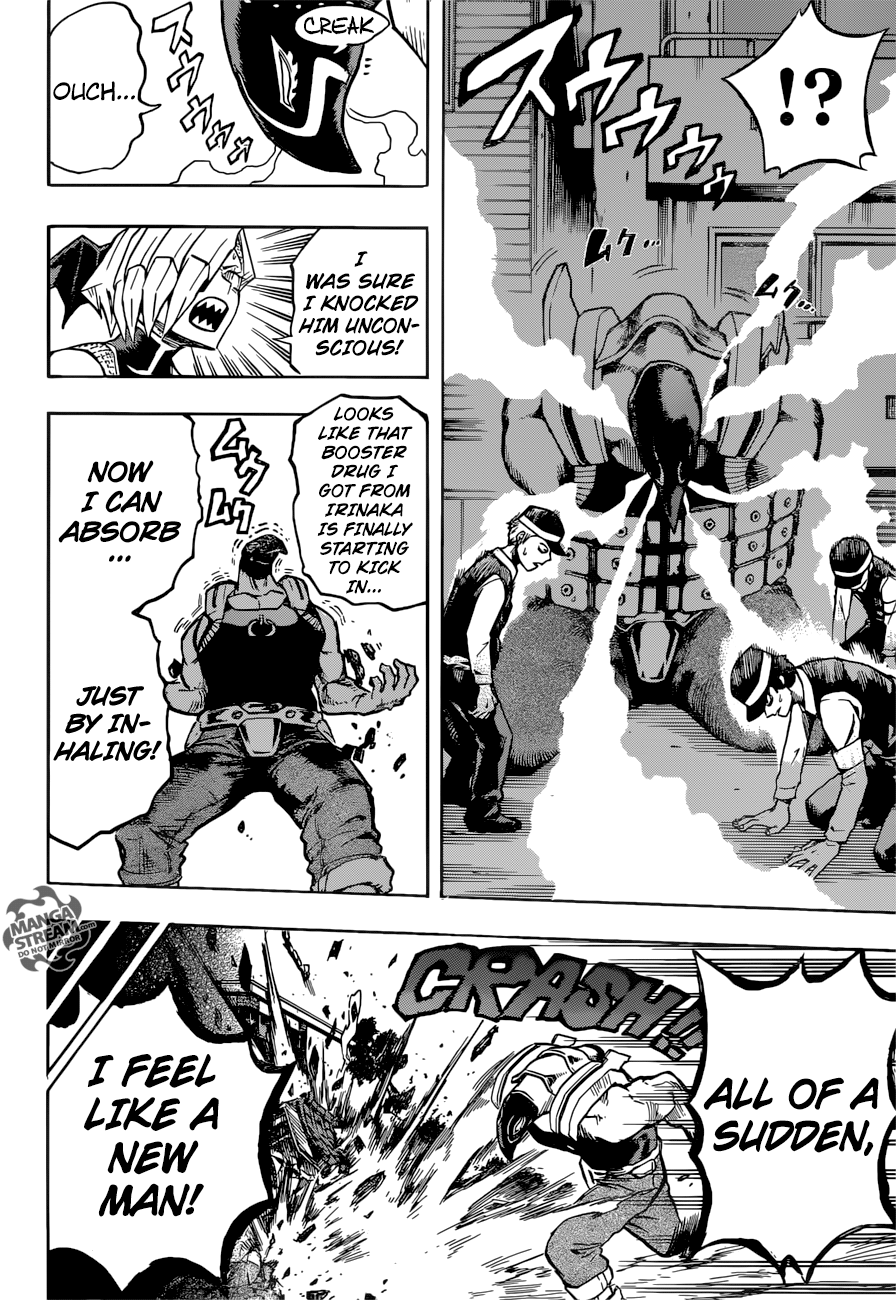 !?
スゥゥゥゥ
ムク...
ムク...
CREAK
スゥゥゥゥ
OUCH...
I
WAS SURE
I KNOCKED
HIM UNCON-
SCIOUS!
LOOKS
LIKE THAT
BOOSTER
DRUG I
GOT FROM
IRINAKA
IS FINALLY
STARTING
TO KICK
IN...
ムクムク
NOW
I CAN
ABSORB
...
JUST
BY IN-
HALING!
CRASH!!
ALL OF A
SUDDEN,
I FEEL
LIKE A
NEW
MAN!
MANGA
STREAM.com
DO NOT MIRROR